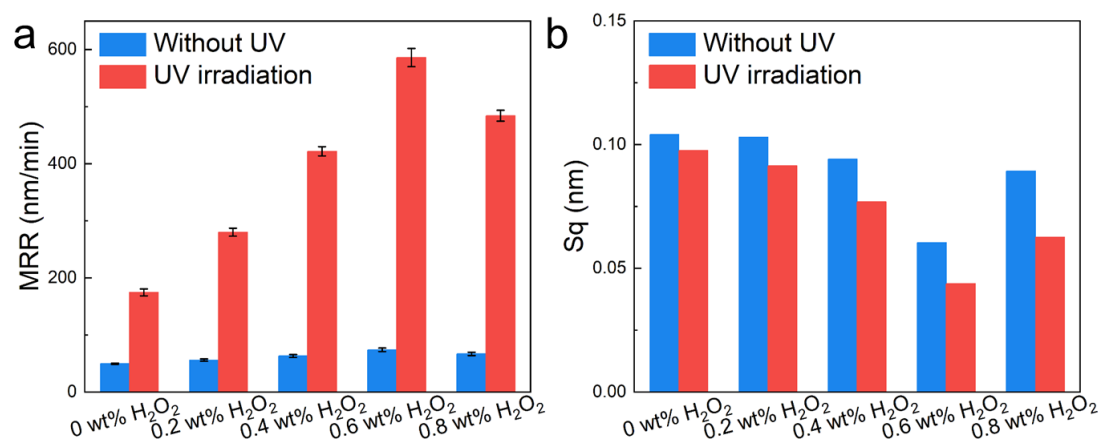 a
Without UV
UV irradiation
MRR (nm/min)
600
400
200
0
0 wt% H₂O₂
0.2 wt% H₂O₂
0.4 wt% H₂O₂
0.6 wt% H₂O₂
0.8 wt% H₂O₂
b
Without UV
UV irradiation
Sq (nm)
0.15
0.10
0.05
0.00
0 wt% H₂O₂
0.2 wt% H₂O₂
0.4 wt% H₂O₂
0.6 wt% H₂O₂
0.8 wt% H₂O₂